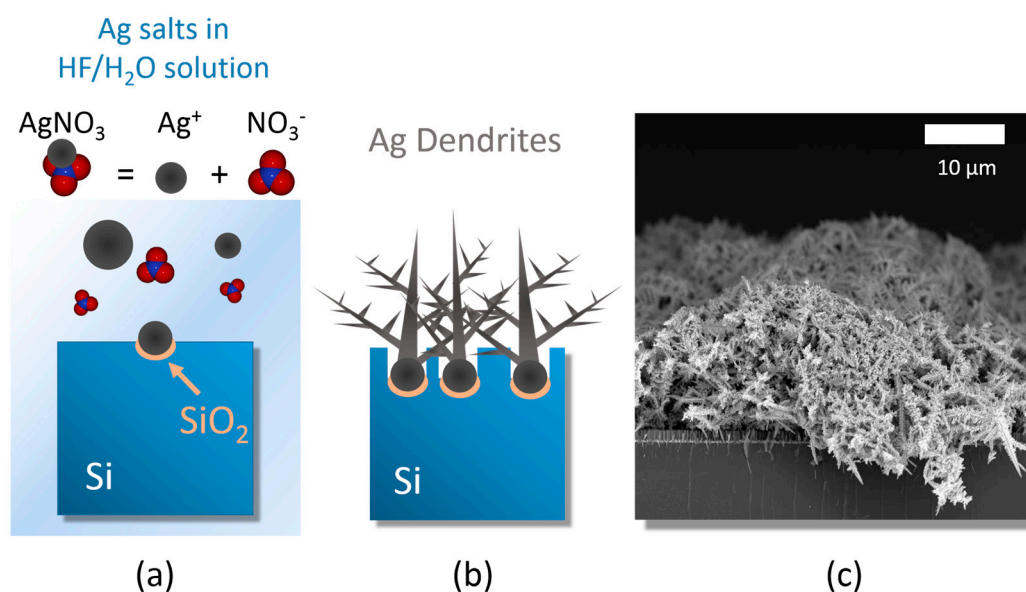 Ag salts in
HF/H₂O solution
AgNO₃ Ag⁺ NO₃⁻
= +
SiO₂
Si
(a)
Ag Dendrites
Si
(b)
10 µm
(c)